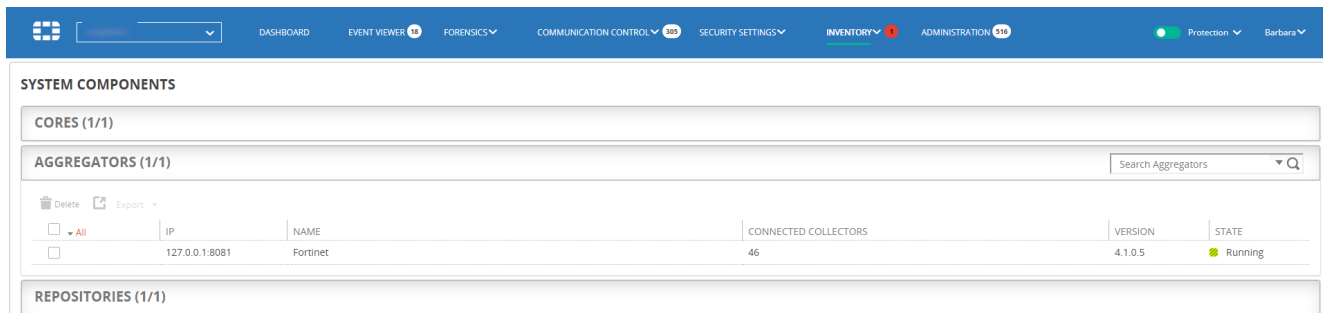 DASHBOARD EVENT VIEWER 18 FORENSICS COMMUNICATION CONTROL 305 SECURITY SETTINGS INVENTORY 1 ADMINISTRATION 516 Protection Barbara
SYSTEM COMPONENTS
CORES (1/1)
AGGREGATORS (1/1) Search Aggregators
Delete Export
All IP NAME CONNECTED COLLECTORS VERSION STATE
127.0.0.1:8081 Fortinet 46 4.1.0.5 Running
REPOSITORIES (1/1)